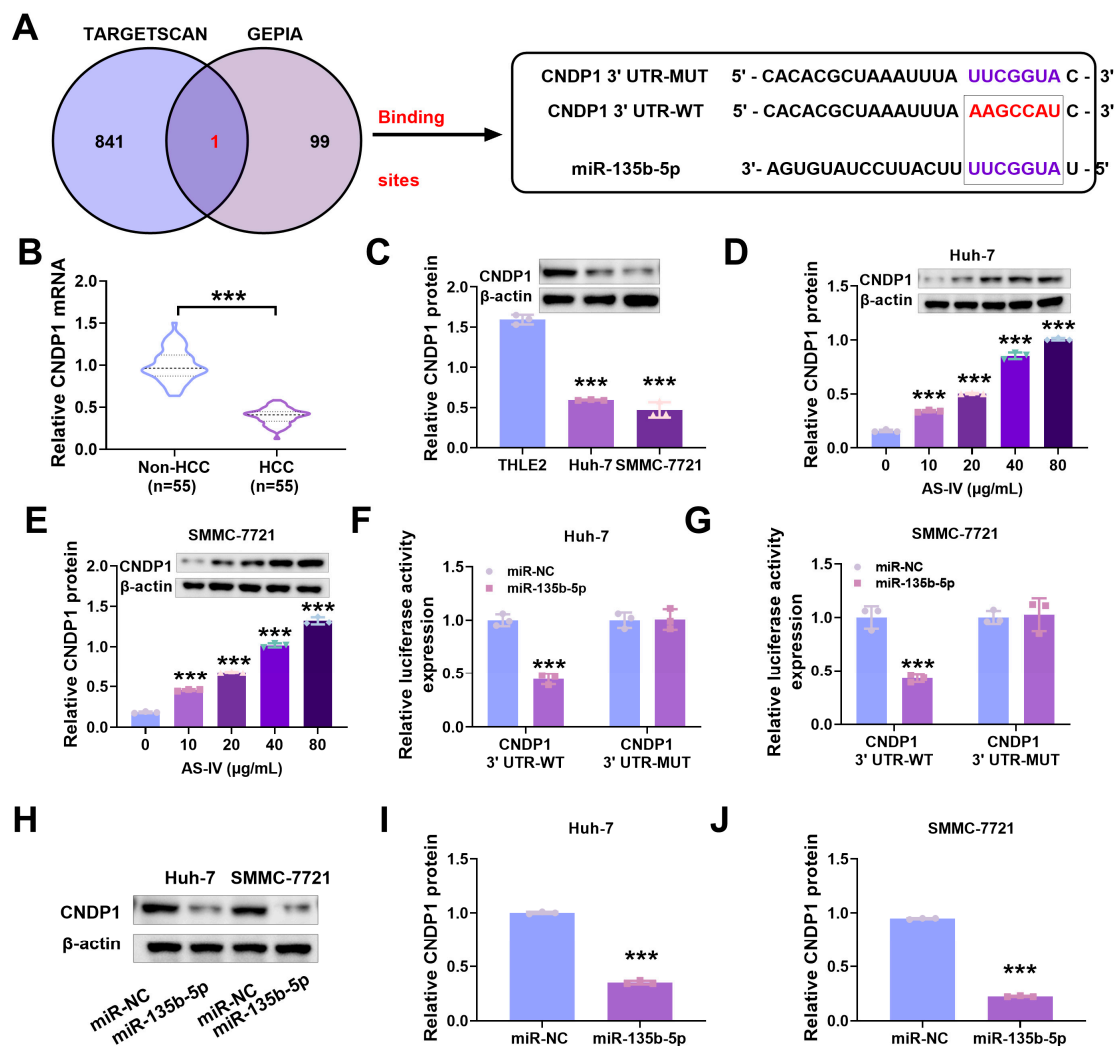 A
TARGETSCAN GEPIA
841 1 99
Binding
sites
CNDP1 3' UTR-MUT 5' - CACACGCUAAAUUUA UUCGGUA C - 3'
CNDP1 3' UTR-WT 5' - CACACGCUAAAUUUA AAGCCAU C - 3'
miR-135b-5p 3'- AGUGUAUCCUUACUU UUCGGUA U - 5'
B
Relative CNDP1 mRNA
2.0
1.5
1.0
0.5
0.0
***
Non-HCC HCC
(n=55) (n=55)
C
CNDP1
β-actin
Relative CNDP1 protein
2.0
1.5
1.0
0.5
0.0
*** ***
THLE2 Huh-7 SMMC-7721
D
Huh-7
CNDP1
β-actin
Relative CNDP1 protein
1.5
1.0
0.5
0.0
*** *** *** ***
0 10 20 40 80
AS-IV (μg/mL)
E
SMMC-7721
CNDP1
β-actin
Relative CNDP1 protein
2.0
1.5
1.0
0.5
0.0
*** *** *** ***
0 10 20 40 80
AS-IV (μg/mL)
F
Huh-7
miR-NC
miR-135b-5p
Relative luciferase activity
expression
1.5
1.0
0.5
0.0
***
CNDP1 CNDP1
3' UTR-WT 3' UTR-MUT
G
SMMC-7721
miR-NC
miR-135b-5p
Relative luciferase activity
expression
1.5
1.0
0.5
0.0
***
CNDP1 CNDP1
3' UTR-WT 3' UTR-MUT
H
Huh-7 SMMC-7721
CNDP1
β-actin
miR-NC miR-135b-5p miR-NC miR-135b-5p
I
Huh-7
Relative CNDP1 protein
1.5
1.0
0.5
0.0
***
miR-NC miR-135b-5p
J
SMMC-7721
Relative CNDP1 protein
1.5
1.0
0.5
0.0
***
miR-NC miR-135b-5p